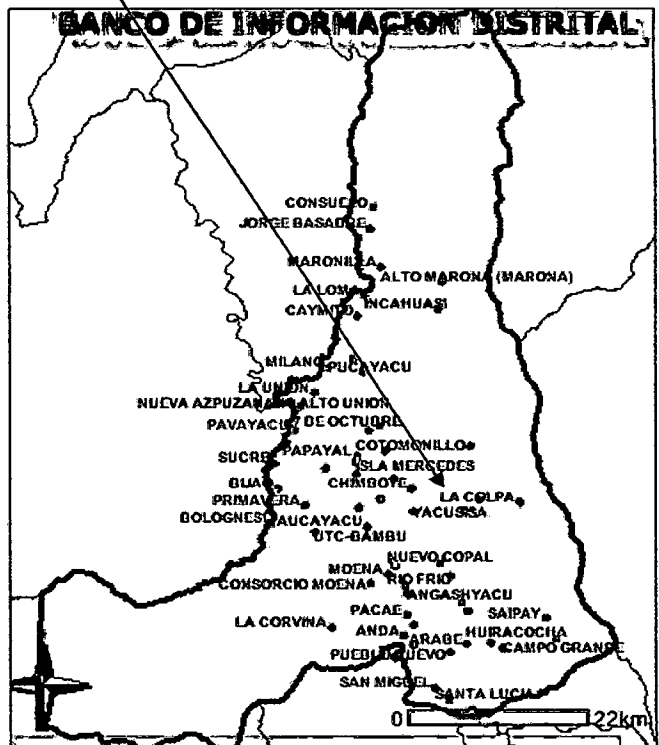 BANCO DE INFORMACION DISTRITAL
CONSUELO
JORGE BASADRE
MARONILLA
ALTO MARONA (MARONA)
LA LOMA
INCAHUASI
CAYMITO
MILANO
PUCAYACU
LA UNION
NUEVA AZPUZANA
ALTO UNION
PAVAYACU
7 DE OCTUBRE
COTOMONILLO
PAPAYAL
SUCRE
ISLA MERCEDES
BIJAO
CHIMBOTE
LA COLPA
PRIMAVERA
YACUSISA
BOLOGNESI
AUCAYACU
UTC-BAMBU
NUEVO COPAL
MOENA
RIO FRIO
CONSORCIO MOENA
ANGASHYACU
PACAE
SAIPAY
LA CORVINA
ANDA
ARABE
HUIRACOCHA
PUEBLO NUEVO
CAMPO GRANDE
SAN MIGUEL
SANTA LUCIA
0 22km